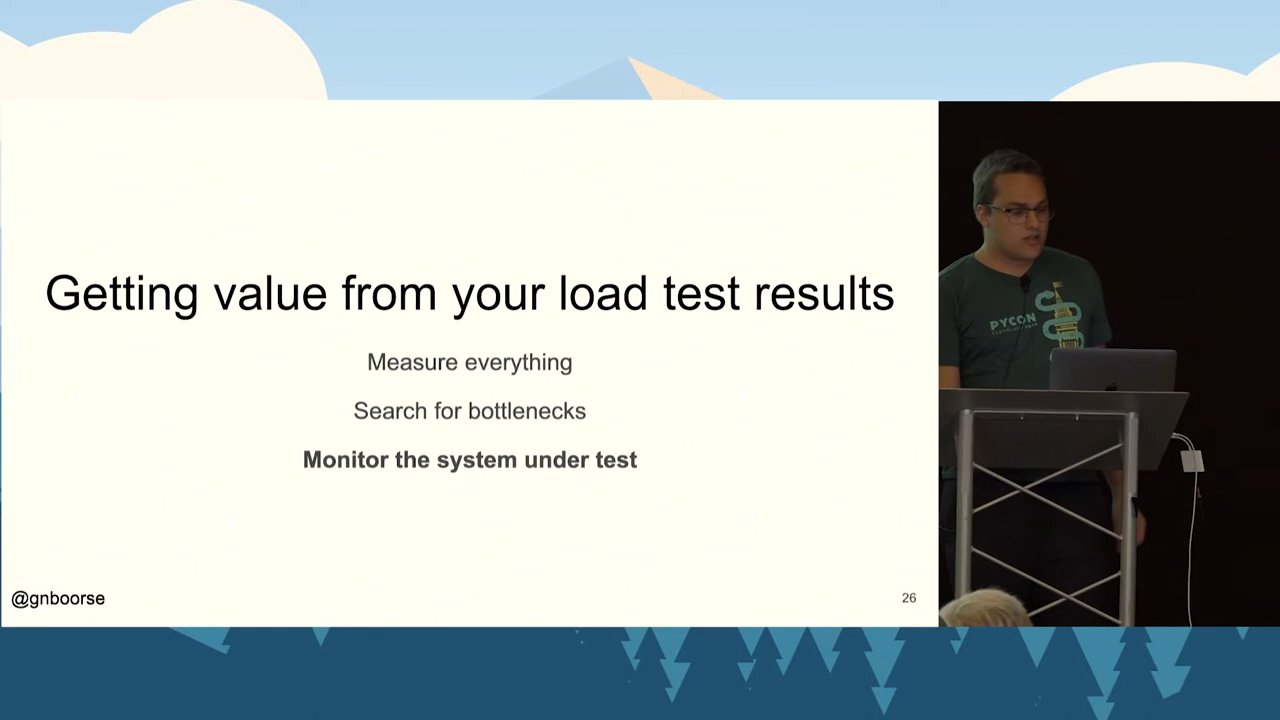 Getting value from your load test results
Measure everything
Search for bottlenecks
Monitor the system under test
@gnboorse
26
PYCON